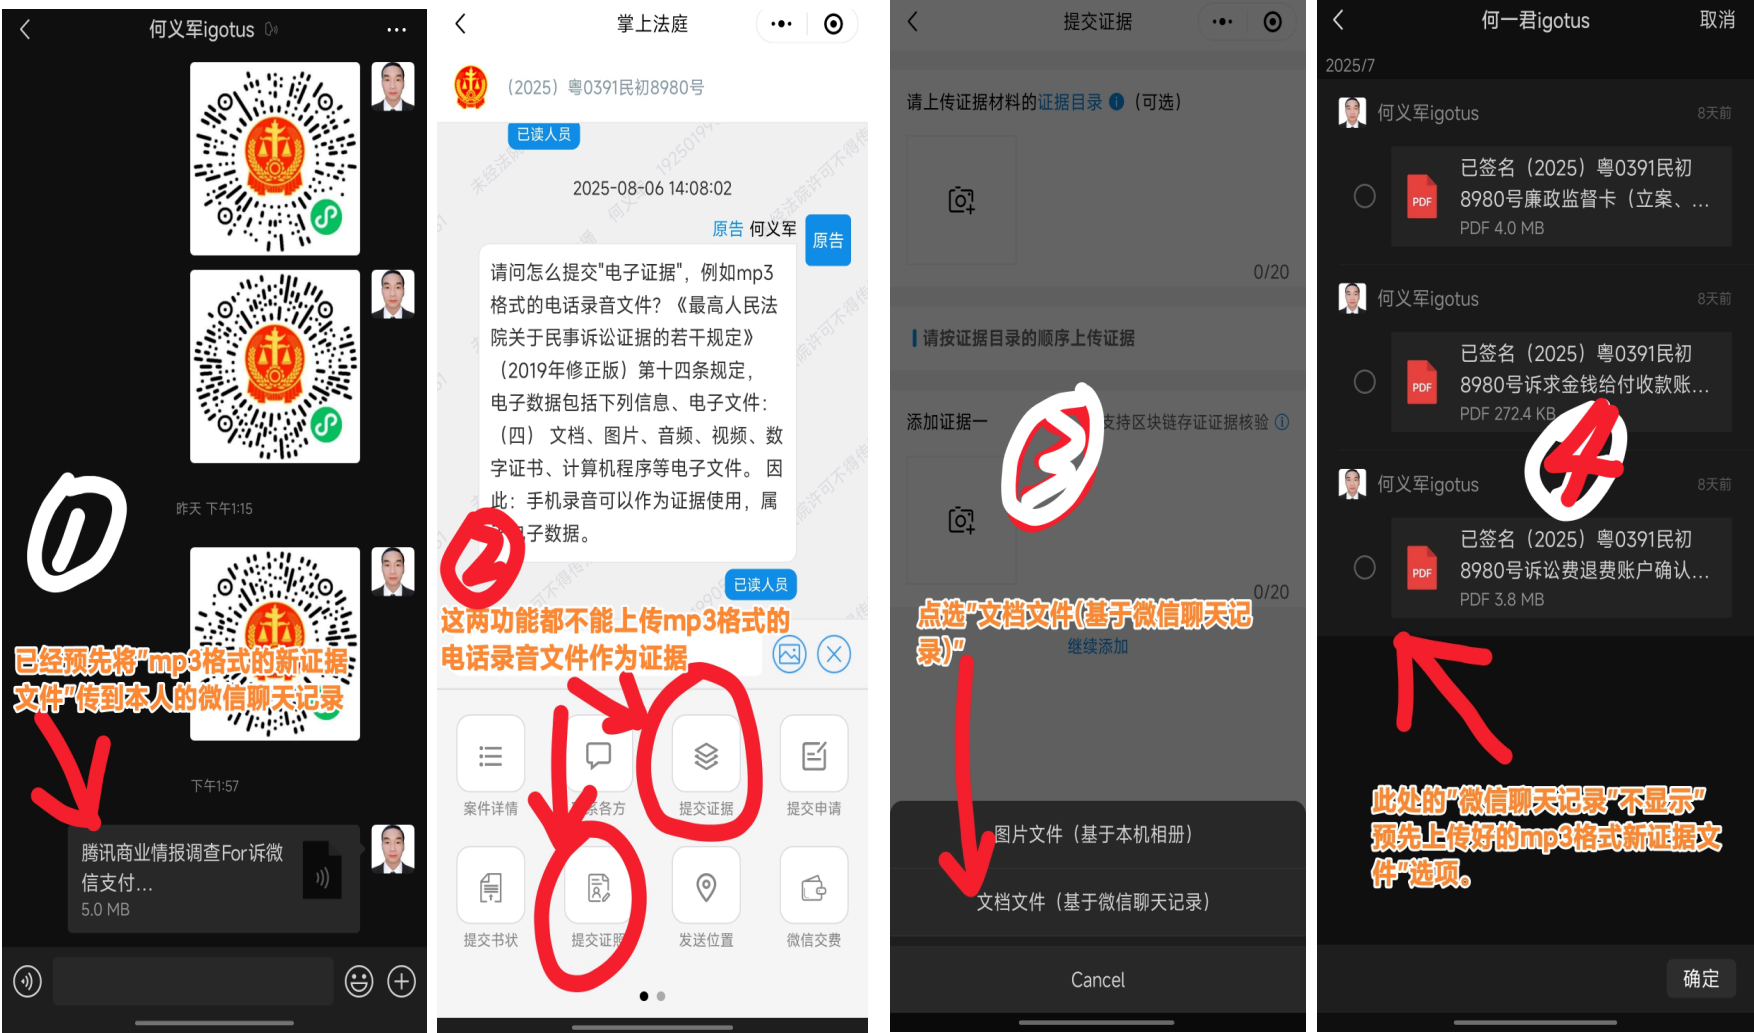 何义军igotus
昨天 下午1:15
①
已经预先将"mp3格式的新证据
文件"传到本人的微信聊天记录
下午1:57
腾讯商业情报调查For诉微
信支付...
5.0 MB
掌上法庭
（2025）粤0391民初8980号
已读人员
2025-08-06 14:08:02
原告 何义军
原告
请问怎么提交"电子证据"，例如mp3
格式的电话录音文件？《最高人民法
院关于民事诉讼证据的若干规定》
（2019年修正版）第十四条规定，
电子数据包括下列信息、电子文件：
（四） 文档、图片、音频、视频、数
字证书、计算机程序等电子文件。 因
此：手机录音可以作为证据使用，属
电子数据。
已读人员
②
这两功能都不能上传mp3格式的
电话录音文件作为证据
案件详情
系各方
提交证据
提交申请
提交书状
提交证照
发送位置
微信交费
提交证据
请上传证据材料的证据目录 （可选）
0/20
请按证据目录的顺序上传证据
添加证据一
支持区块链存证证据核验
③
0/20
点选"文档文件(基于微信聊天记
录)"
继续添加
图片文件（基于本机相册）
文档文件（基于微信聊天记录）
Cancel
何一君igotus
取消
2025/7
何义军igotus
8天前
已签名（2025）粤0391民初
8980号廉政监督卡（立案、...
PDF
PDF 4.0 MB
何义军igotus
8天前
已签名（2025）粤0391民初
8980号诉求金钱给付收款账...
PDF
PDF 272.4 KB
④
何义军igotus
8天前
已签名（2025）粤0391民初
8980号诉讼费退费账户确认...
PDF
PDF 3.8 MB
此处的"微信聊天记录"不显示"
预先上传好的mp3格式新证据文
件"选项。
确定